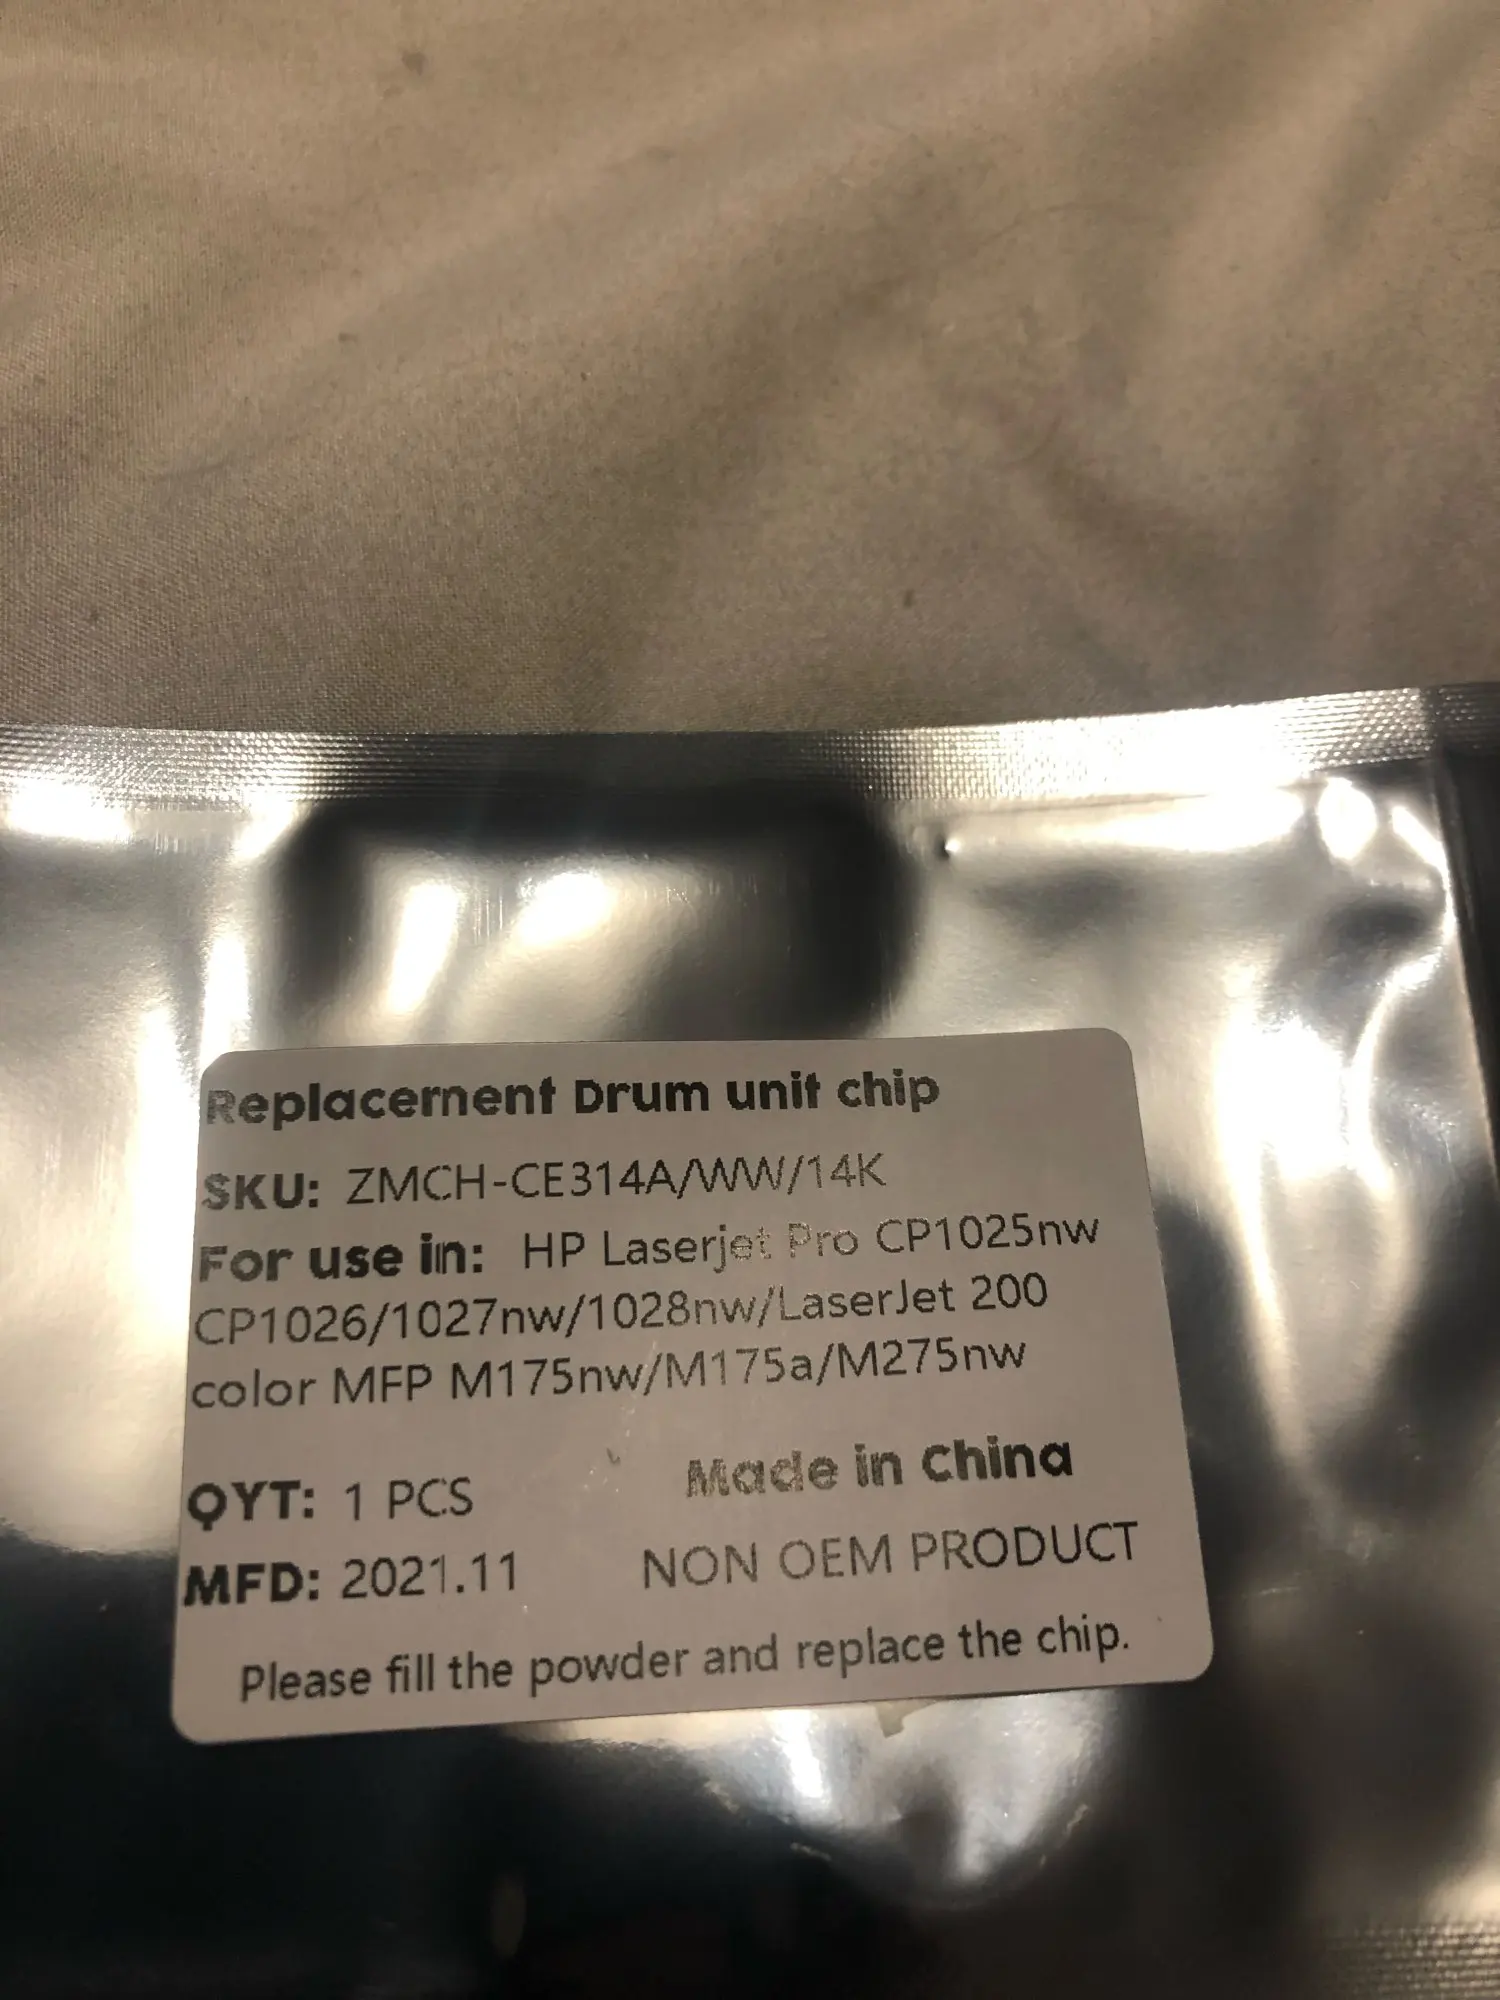 Replacement Drum unit chip
SKU: ZMCH-CE314A/WW/14K
For use in: HP Laserjet Pro CP1025nw
CP1026/1027nw/1028nw/LaserJet 200
color MFP M175nw/M175a/M275nw
QYT: 1 PCS
Made in China
MFD: 2021.11
NON OEM PRODUCT
Please fill the powder and replace the chip.